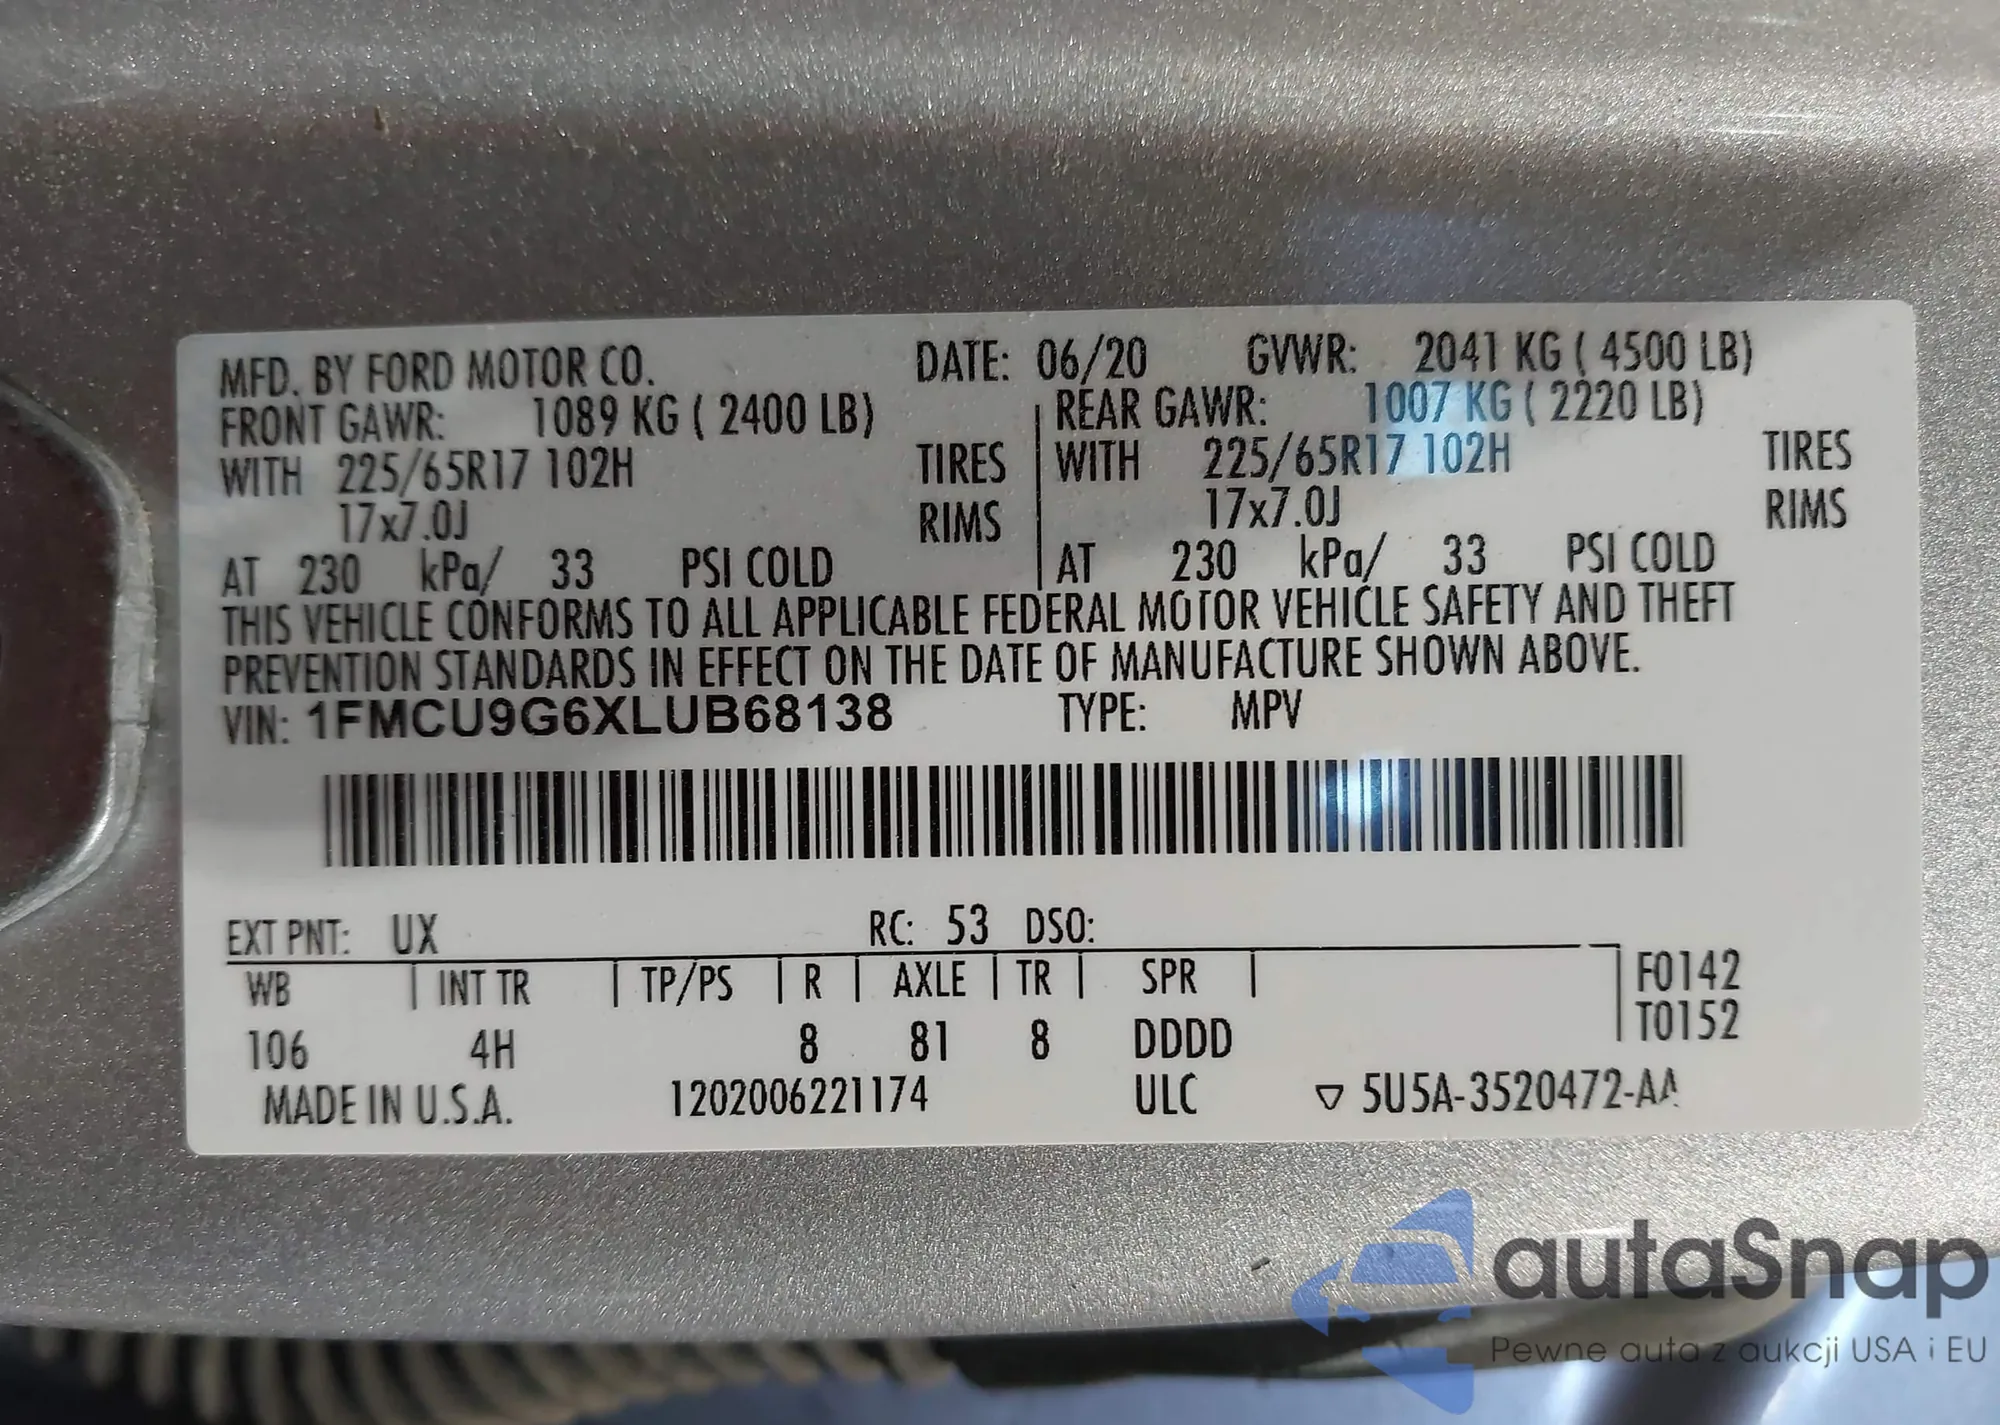 MFD. BY FORD MOTOR CO. DATE: 06/20 GVWR: 2041 KG ( 4500 LB)
FRONT GAWR: 1089 KG ( 2400 LB) REAR GAWR: 1007 KG ( 2220 LB)
WITH 225/65R17 102H TIRES WITH 225/65R17 102H TIRES
17x7.0J RIMS 17x7.0J RIMS
AT 230 kPa/ 33 PSI COLD AT 230 kPa/ 33 PSI COLD
THIS VEHICLE CONFORMS TO ALL APPLICABLE FEDERAL MOTOR VEHICLE SAFETY AND THEFT
PREVENTION STANDARDS IN EFFECT ON THE DATE OF MANUFACTURE SHOWN ABOVE.
VIN: 1FMCU9G6XLUB68138 TYPE: MPV
EXT PNT: UX RC: 53 DSO:
WB INT TR TP/PS R AXLE TR SPR F0142
T0152
106 4H 8 81 8 DDDD
MADE IN U.S.A. 1202006221174 ULC ▽ 5U5A-3520472-AA
autaSnap
Pewne auta z aukcji USA i EU